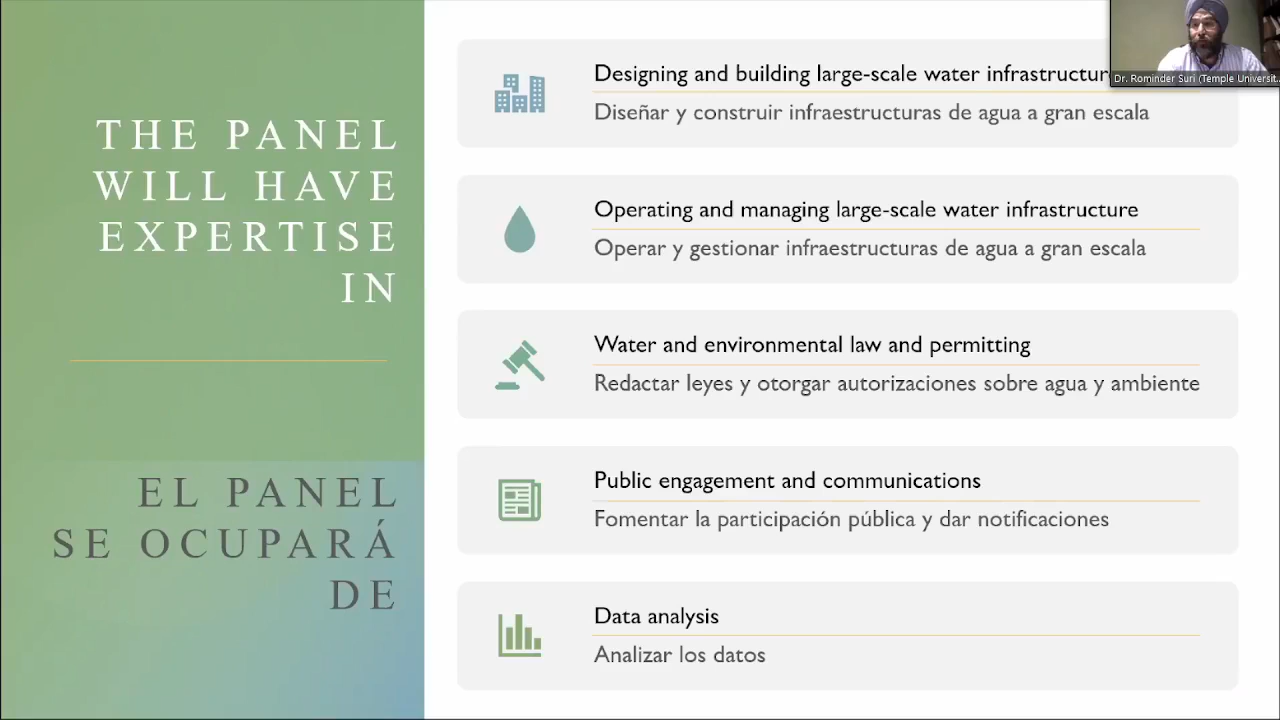 THE PANEL
WILL HAVE
EXPERTISE
IN
EL PANEL
SE OCUPARÁ
DE
Designing and building large-scale water
Diseñar y construir infraestructuras de agua a gran escala
Operating and managing large-scale water infrastructure
Operar y gestionar infraestructuras de agua a gran escala
Water and environmental law and permitting
Redactar leyes y otorgar autorizaciones sobre agua y ambiente
Public engagement and communications
Fomentar la participación pública y dar notificaciones
Data analysis
Analizar los datos
Dr. Rominder Suri (Temple Universit...